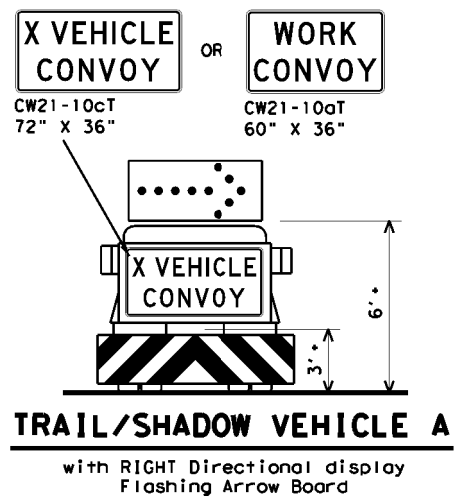 X VEHICLE
CONVOY
OR
WORK
CONVOY
CW21-10cT
72" X 36"
CW21-10aT
60" X 36"
X VEHICLE
CONVOY
6' +
3' +
TRAIL/SHADOW VEHICLE A
with RIGHT Directional display
Flashing Arrow Board